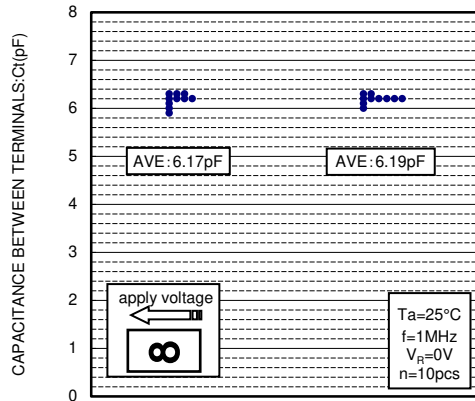 CAPACITANCE BETWEEN TERMINALS:Ct(pF)
8
7
6
5
4
3
2
1
0
AVE:6.17pF
AVE:6.19pF
apply voltage
8
Ta=25°C
f=1MHz
VR=0V
n=10pcs